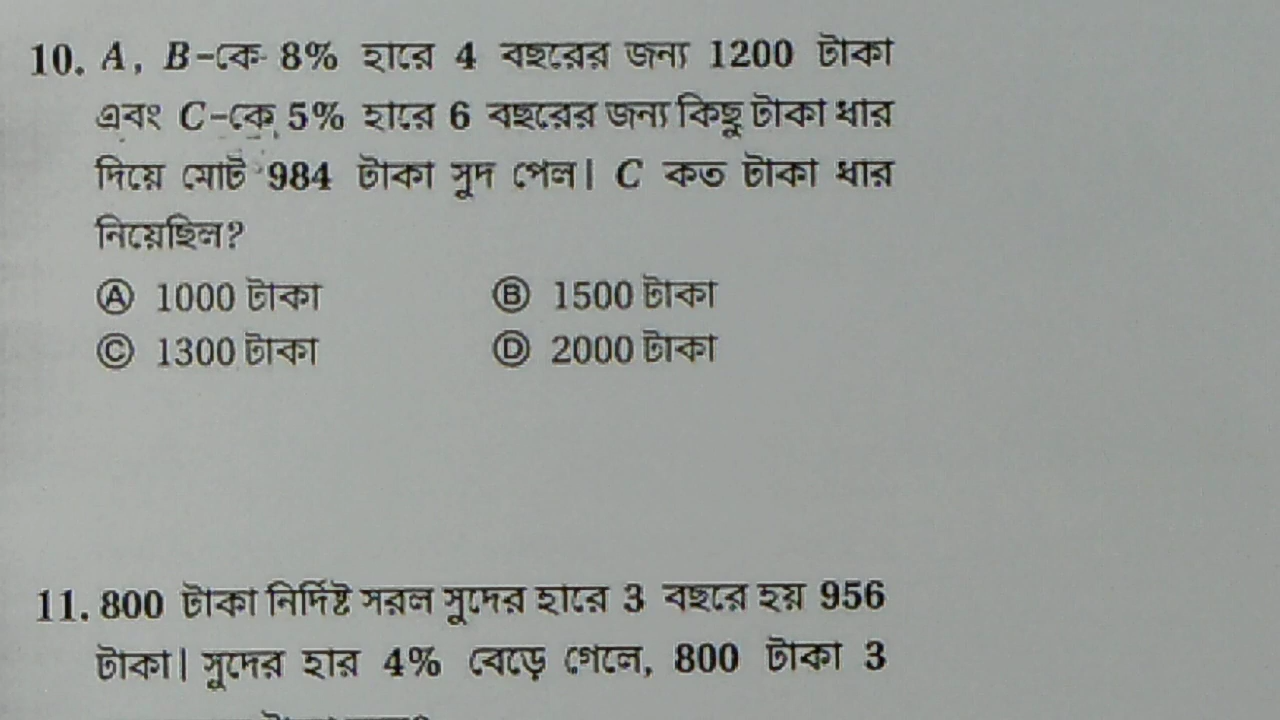 10. A, B-কে 8% হারে 4 বছরের জন্য 1200 টাকা
এবং C-কে 5% হারে 6 বছরের জন্য কিছু টাকা ধার
দিয়ে মোট 984 টাকা সুদ পেল। C কত টাকা ধার
নিয়েছিল?
Ⓐ 1000 টাকা Ⓑ 1500 টাকা
Ⓒ 1300 টাকা Ⓓ 2000 টাকা
11. 800 টাকা নির্দিষ্ট সরল সুদের হারে 3 বছরে হয় 956
টাকা। সুদের হার 4% বেড়ে গেলে, 800 টাকা 3